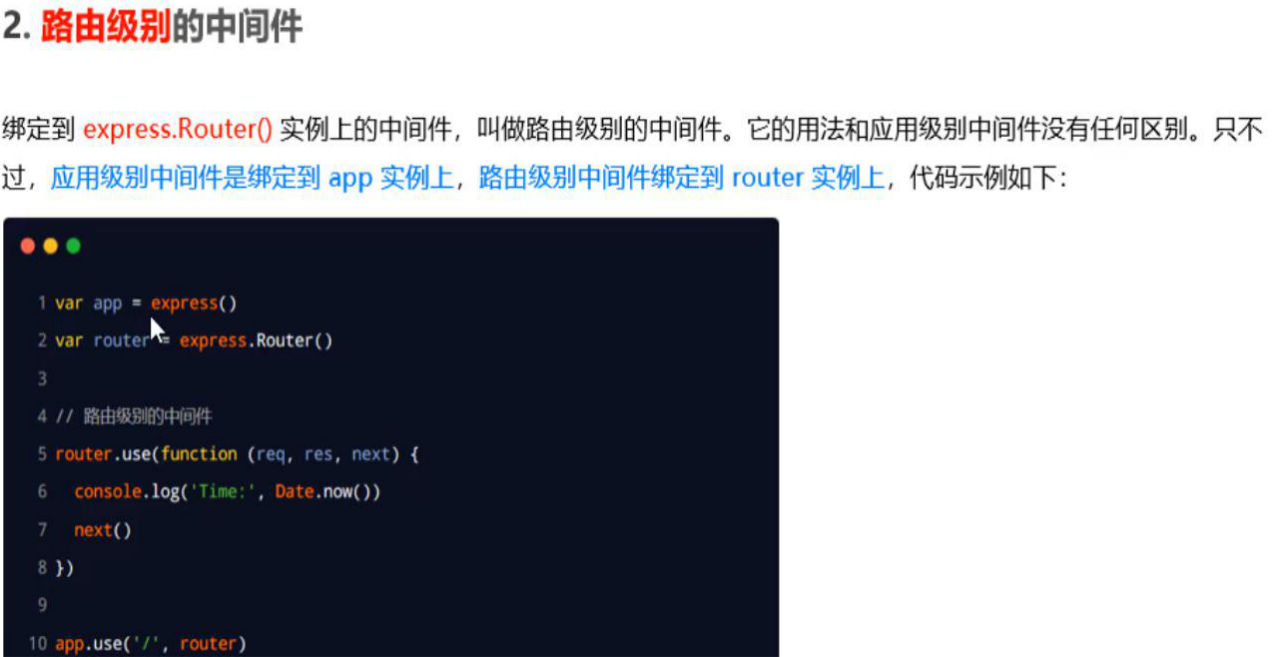 2. 路由级别的中间件
绑定到 express.Router() 实例上的中间件，叫做路由级别的中间件。它的用法和应用级别中间件没有任何区别。只不
过，应用级别中间件是绑定到 app 实例上，路由级别中间件绑定到 router 实例上，代码示例如下：
1 var app = express()
2 var router = express.Router()
3
4 // 路由级别的中间件
5 router.use(function (req, res, next) {
6   console.log('Time:', Date.now())
7   next()
8 })
9
10 app.use('/', router)